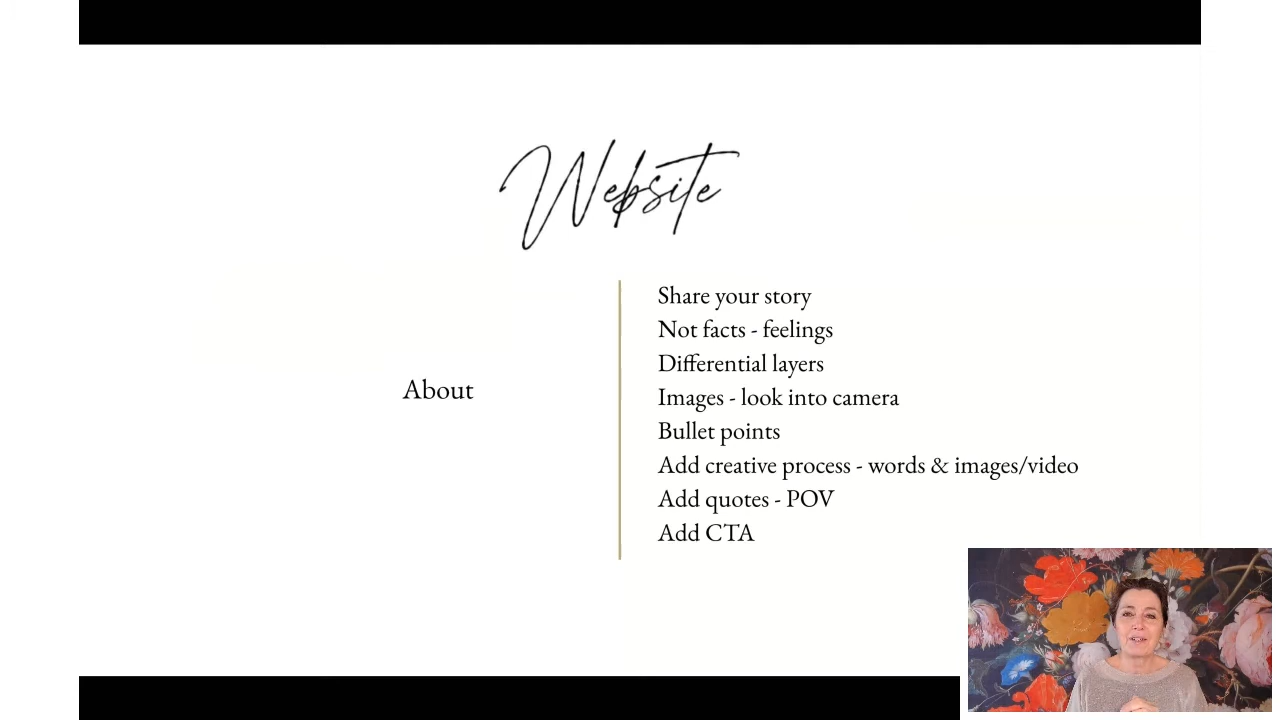 Website
About
Share your story
Not facts - feelings
Differential layers
Images - look into camera
Bullet points
Add creative process - words & images/video
Add quotes - POV
Add CTA